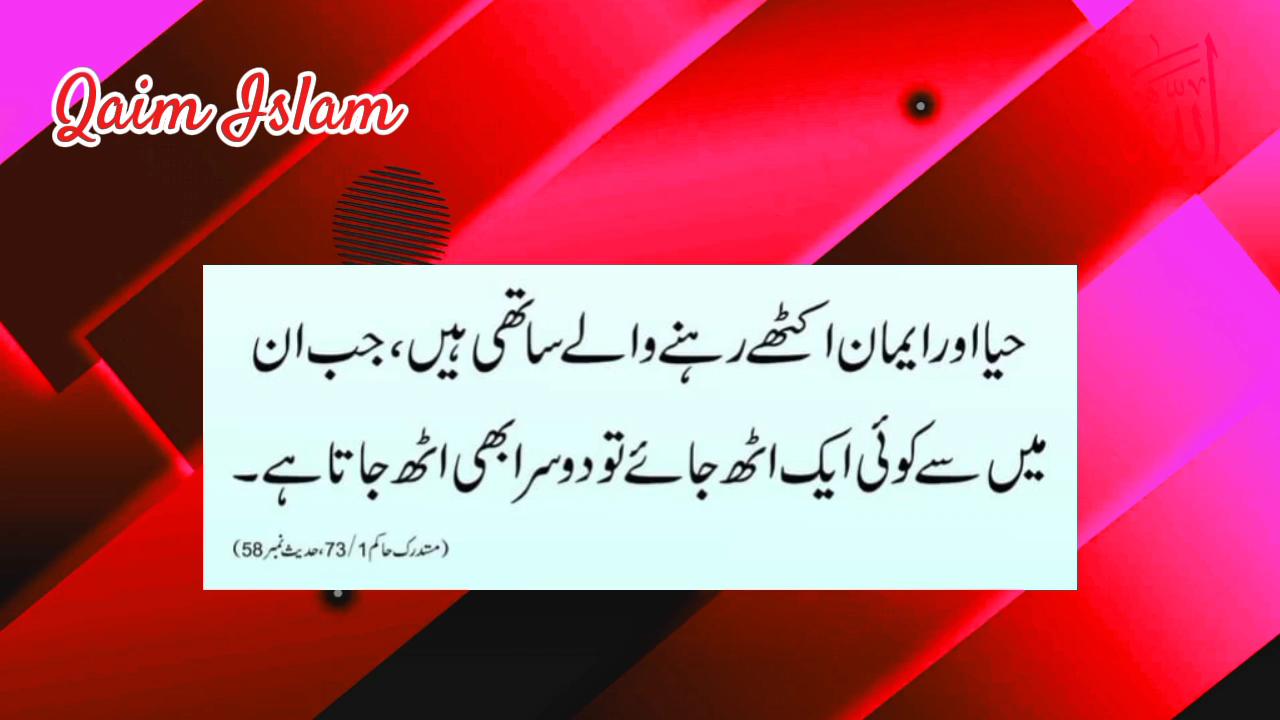 Qaim Islam
الله
حیا اور ایمان اکٹھے رہنے والے ساتھی ہیں، جب ان
میں سے کوئی ایک اٹھ جائے تو دوسرا بھی اٹھ جاتا ہے۔
(مستدرک حاکم 1/73، حدیث نمبر 58)